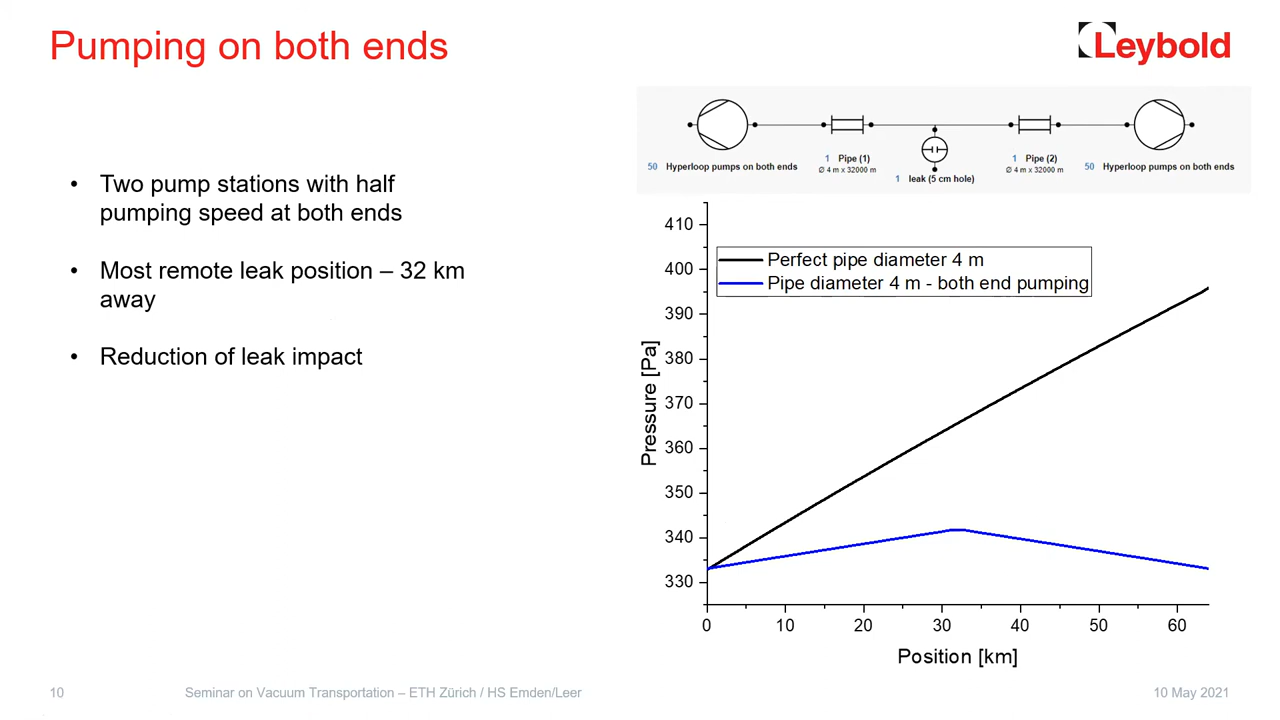 Pumping on both ends
Leybold
• Two pump stations with half
pumping speed at both ends
• Most remote leak position – 32 km
away
• Reduction of leak impact
50 Hyperloop pumps on both ends
1 Pipe (1)
Ø 4 m x 32000 m
1 leak (5 cm hole)
1 Pipe (2)
Ø 4 m x 32000 m
50 Hyperloop pumps on both ends
Perfect pipe diameter 4 m
Pipe diameter 4 m - both end pumping
Pressure [Pa]
410
400
390
380
370
360
350
340
330
0 10 20 30 40 50 60
Position [km]
10
Seminar on Vacuum Transportation – ETH Zürich / HS Emden/Leer
10 May 2021